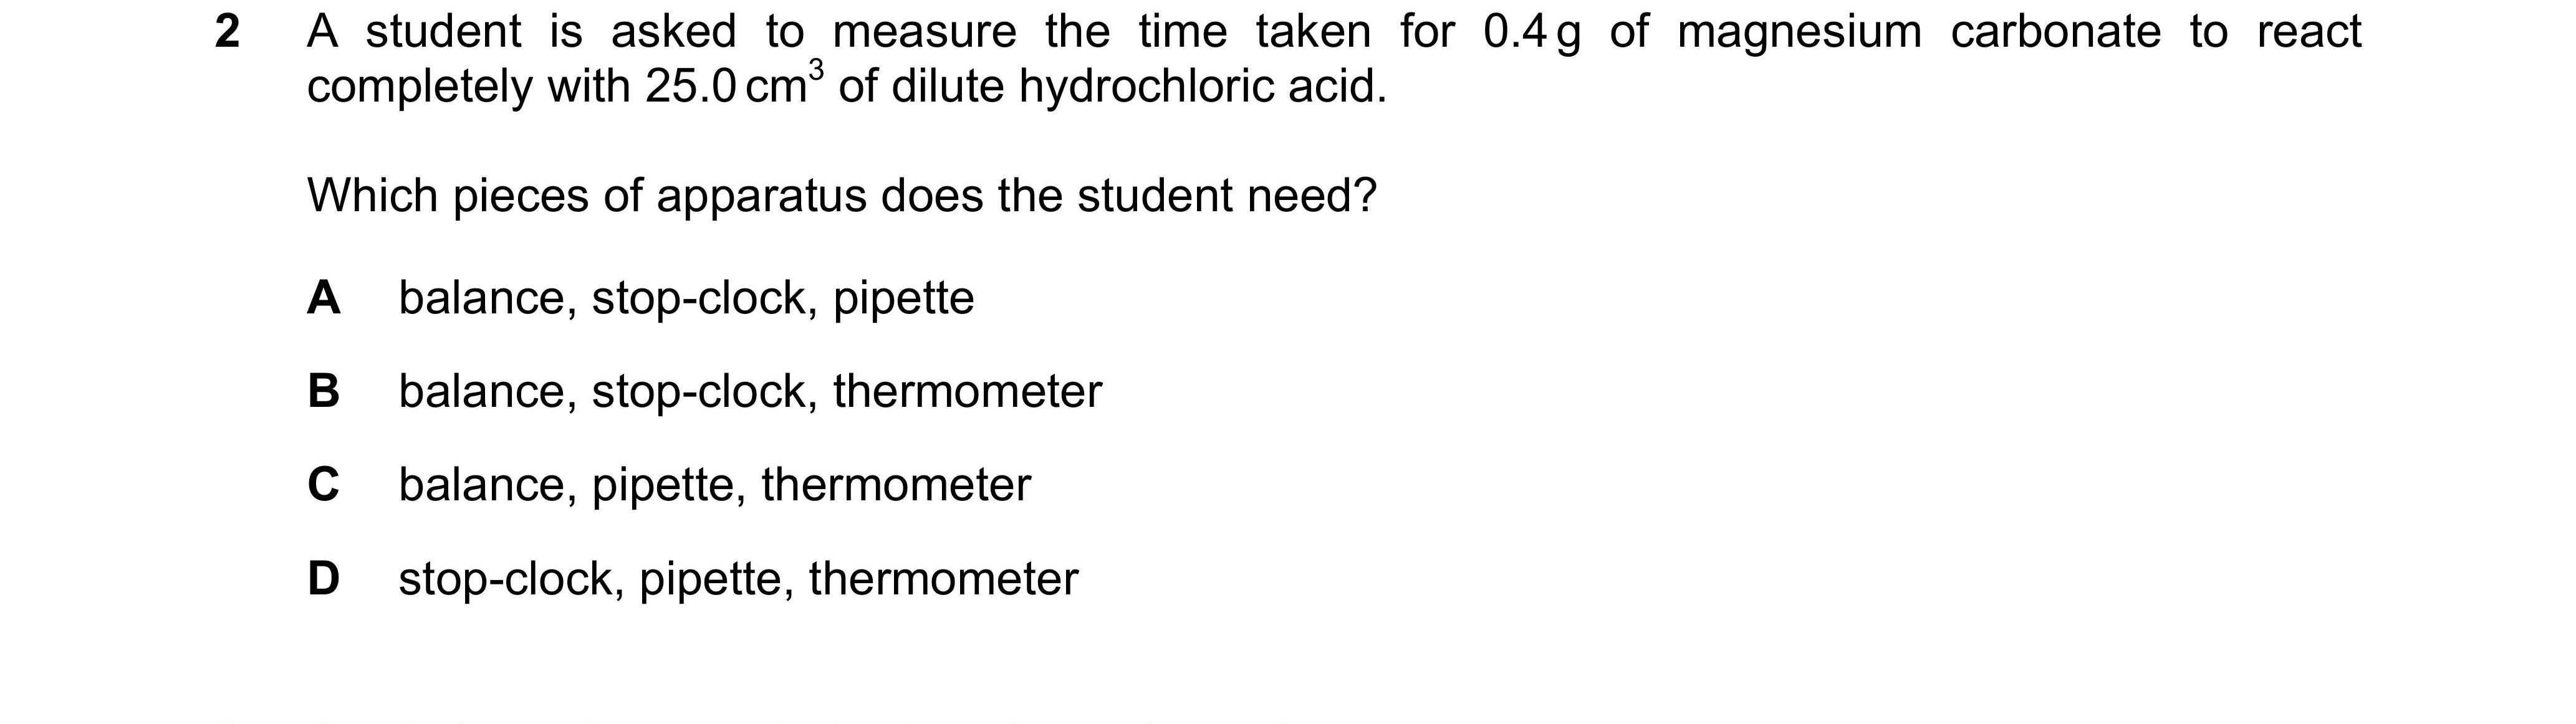 2 A student is asked to measure the time taken for 0.4 g of magnesium carbonate to react
completely with 25.0 cm³ of dilute hydrochloric acid.
Which pieces of apparatus does the student need?
A balance, stop-clock, pipette
B balance, stop-clock, thermometer
C balance, pipette, thermometer
D stop-clock, pipette, thermometer